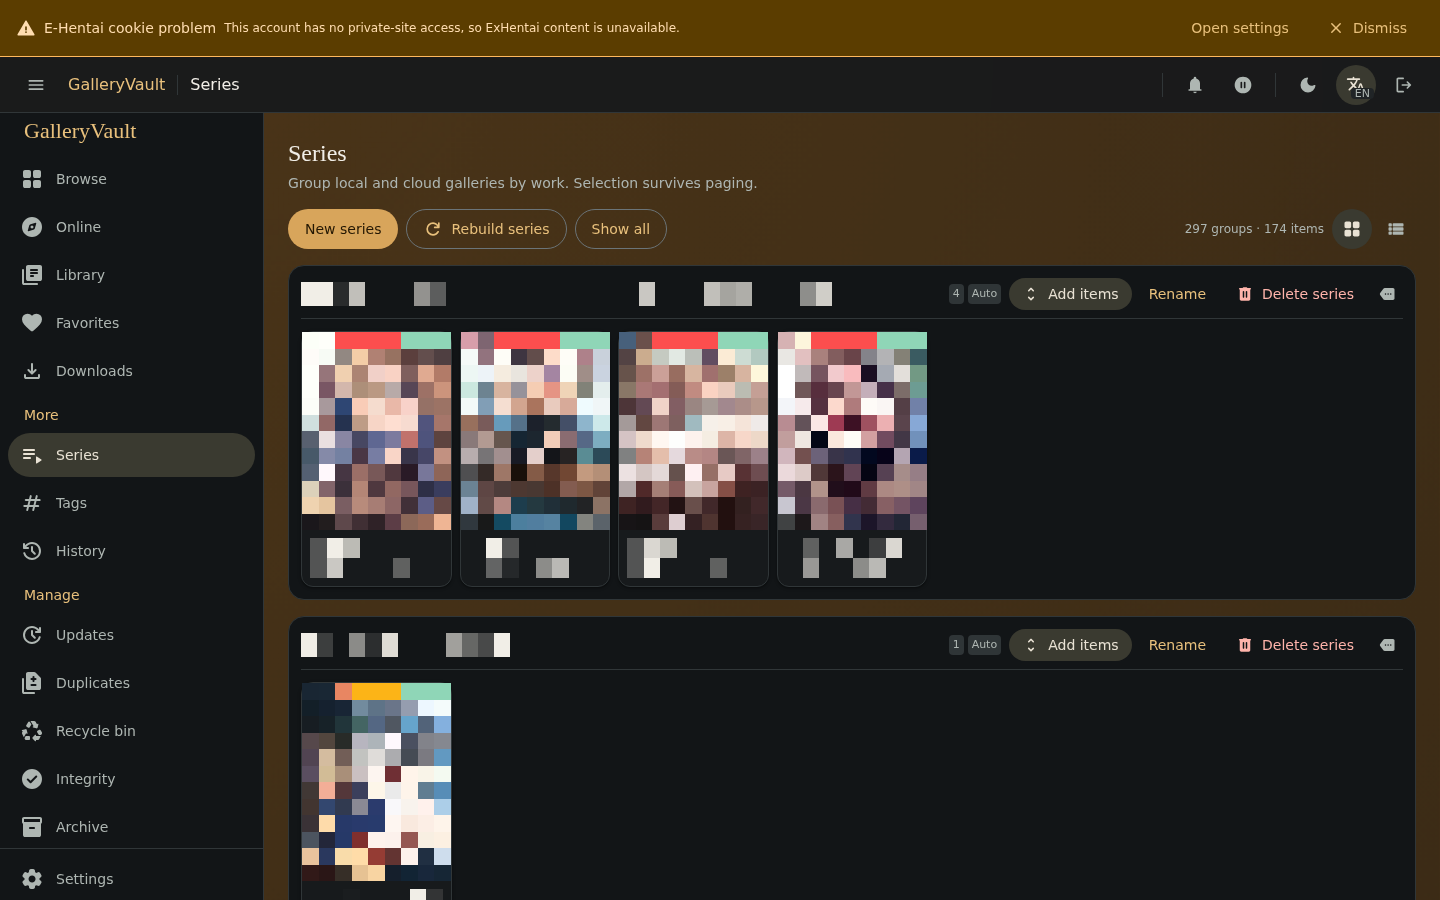 E-Hentai cookie problem This account has no private-site access, so ExHentai content is unavailable. Open settings Dismiss
GalleryVault Series EN
GalleryVault
Browse
Online
Library
Favorites
Downloads
More
Series
Tags
History
Manage
Updates
Duplicates
Recycle bin
Integrity
Archive
Settings
Series
Group local and cloud galleries by work. Selection survives paging.
New series Rebuild series Show all 297 groups · 174 items
4 Auto Add items Rename Delete series
1 Auto Add items Rename Delete series